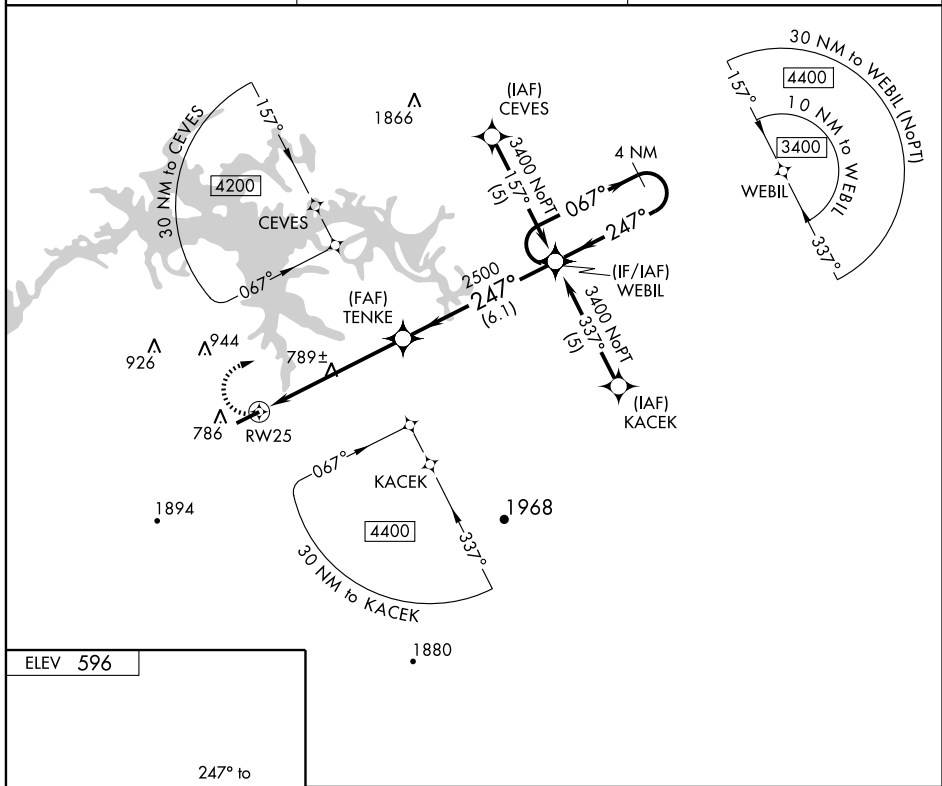 30 NM to WEBIL (NoPT)
4400
157°
10 NM to WEBIL
3400
WEBIL
337°
(IAF)
CEVES
1866
157°
30 NM to CEVES
4200
CEVES
067°
3400 NoPT
157°
(5)
4 NM
067°
247°
(IF/IAF)
WEBIL
2500
247°
(6.1)
(FAF)
TENKE
3400 NoPT
337°
(5)
(IAF)
KACEK
926
944
789±
786
RW25
067°
KACEK
4400
337°
30 NM to KACEK
1894
1968
1880
ELEV 596
247° to